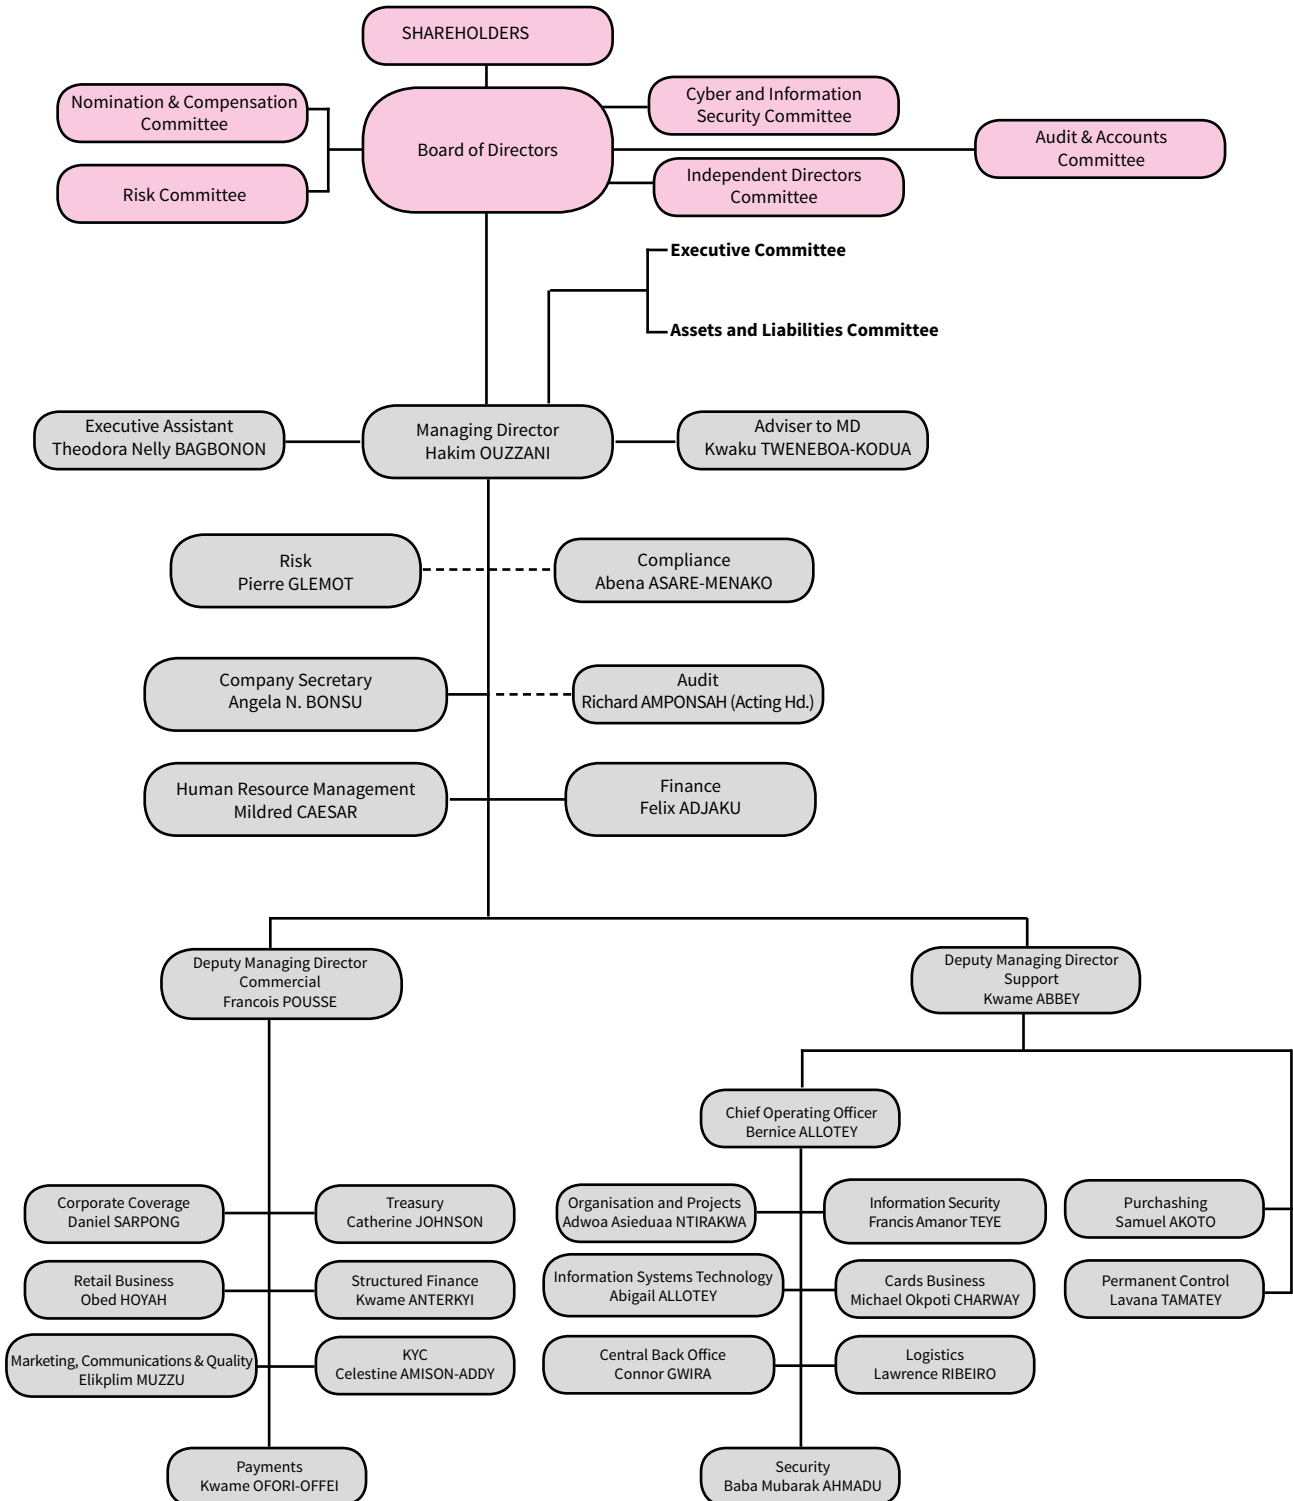 SHAREHOLDERS
Nomination & Compensation
Committee
Cyber and Information
Security Committee
Board of Directors
Audit & Accounts
Committee
Risk Committee
Independent Directors
Committee
Executive Committee
Assets and Liabilities Committee
Executive Assistant
Theodora Nelly BAGBONON
Managing Director
Hakim OUZZANI
Adviser to MD
Kwaku TWENEBOA-KODUA
Risk
Pierre GLEMOT
Compliance
Abena ASARE-MENAKO
Company Secretary
Angela N. BONSU
Audit
Richard AMPONSAH (Acting Hd.)
Human Resource Management
Mildred CAESAR
Finance
Felix ADJAKU
Deputy Managing Director
Commercial
Francois POUSSE
Deputy Managing Director
Support
Kwame ABBEY
Chief Operating Officer
Bernice ALLOTEY
Corporate Coverage
Daniel SARPONG
Treasury
Catherine JOHNSON
Organisation and Projects
Adwoa Asieduaa NTIRAKWA
Information Security
Francis Amanor TEYE
Purchashing
Samuel AKOTO
Retail Business
Obed HOYAH
Structured Finance
Kwame ANTERKYI
Information Systems Technology
Abigail ALLOTEY
Cards Business
Michael Okpoti CHARWAY
Permanent Control
Lavana TAMATEY
Marketing, Communications & Quality
Elikplim MUZZU
KYC
Celestine AMISON-ADDY
Central Back Office
Connor GWIRA
Logistics
Lawrence RIBEIRO
Payments
Kwame OFORI-OFFEI
Security
Baba Mubarak AHMADU